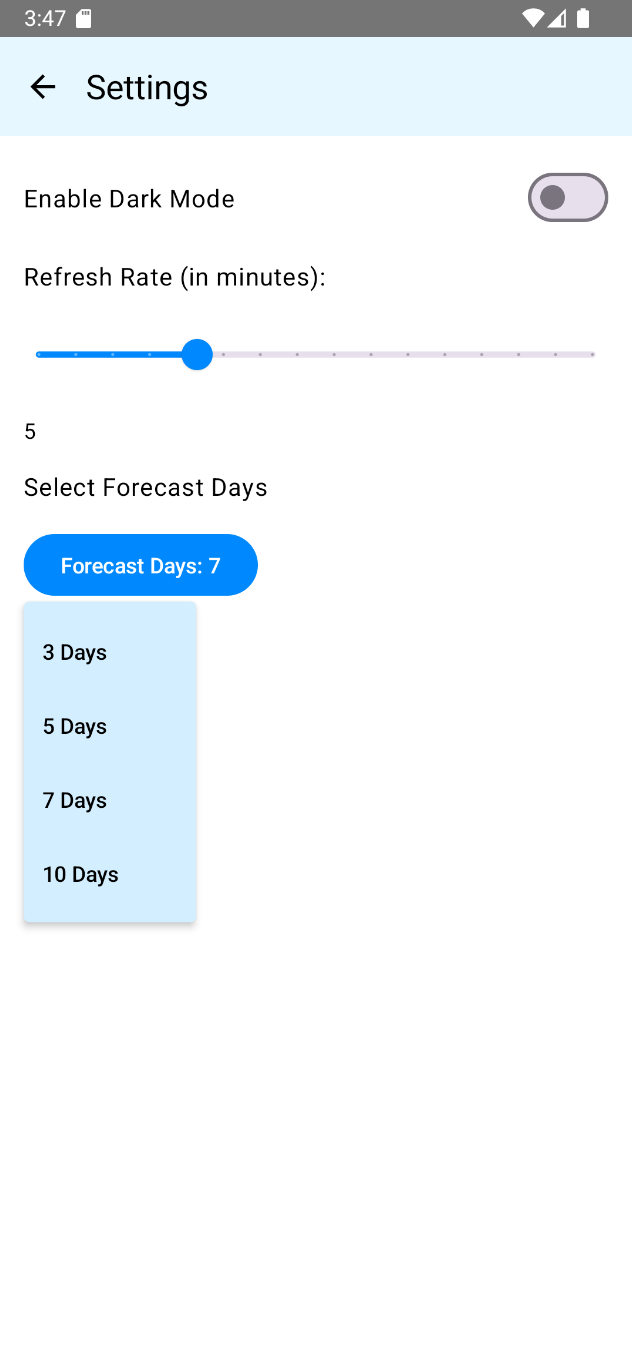 3:47
Settings
Enable Dark Mode
Refresh Rate (in minutes):
5
Select Forecast Days
Forecast Days: 7
3 Days
5 Days
7 Days
10 Days